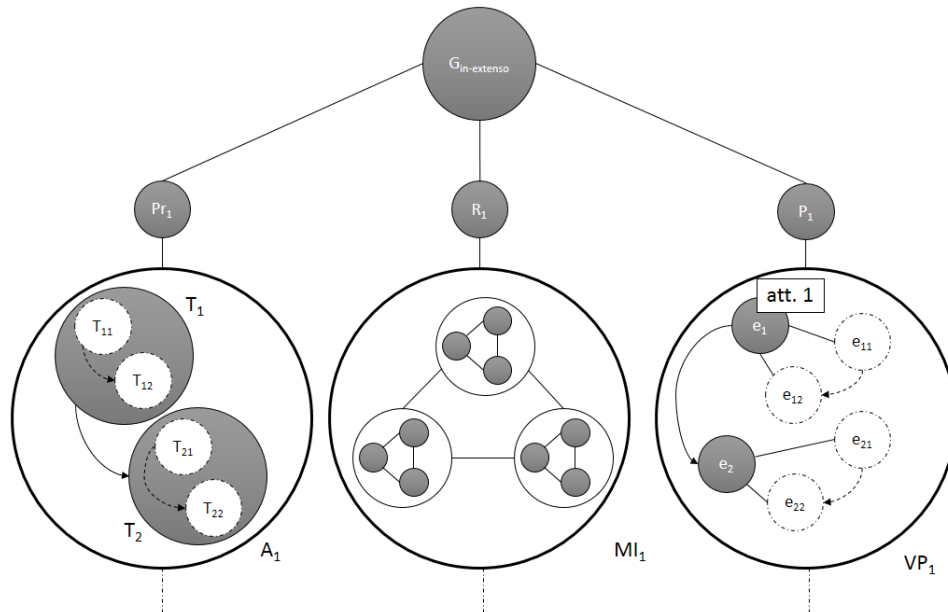 G in-extenso
Pr1
R1
P1
T1
T11
T12
T21
T22
T2
A1
MI1
att. 1
e1
e11
e12
e21
e2
e22
VP1